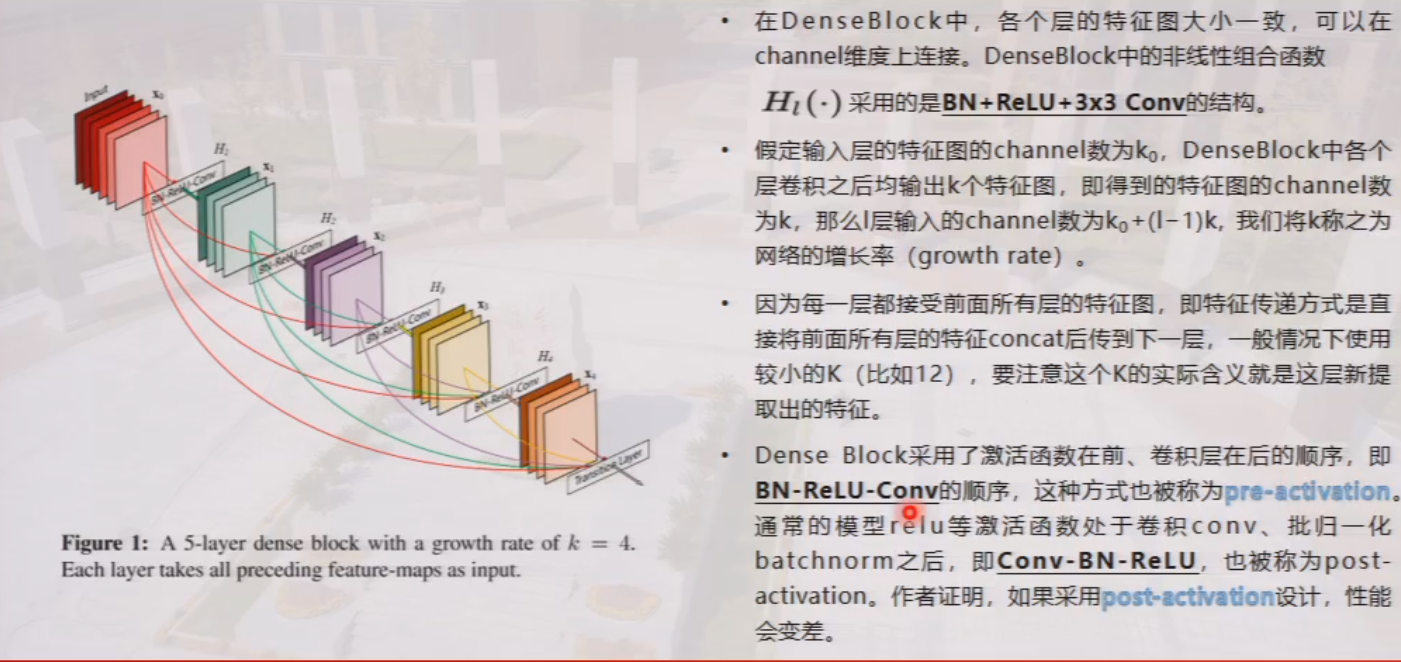 Input
x₀
H₁
x₁
BN-ReLU-Conv
H₂
x₂
BN-ReLU-Conv
H₃
x₃
BN-ReLU-Conv
H₄
x₄
BN-ReLU-Conv
Transition Layer
Figure 1: A 5-layer dense block with a growth rate of k = 4.
Each layer takes all preceding feature-maps as input.
• 在DenseBlock中，各个层的特征图大小一致，可以在
channel维度上连接。DenseBlock中的非线性组合函数
Hₗ(·) 采用的是BN+ReLU+3x3 Conv的结构。
• 假定输入层的特征图的channel数为k₀，DenseBlock中各个
层卷积之后均输出k个特征图，即得到的特征图的channel数
为k，那么l层输入的channel数为k₀+(l−1)k, 我们将k称之为
网络的增长率（growth rate）。
• 因为每一层都接受前面所有层的特征图，即特征传递方式是直
接将前面所有层的特征concat后传到下一层，一般情况下使用
较小的K（比如12），要注意这个K的实际含义就是这层新提
取出的特征。
• Dense Block采用了激活函数在前、卷积层在后的顺序，即
BN-ReLU-Conv的顺序，这种方式也被称为pre-activation。
通常的模型relu等激活函数处于卷积conv、批归一化
batchnorm之后，即Conv-BN-ReLU，也被称为post-
activation。作者证明，如果采用post-activation设计，性能
会变差。